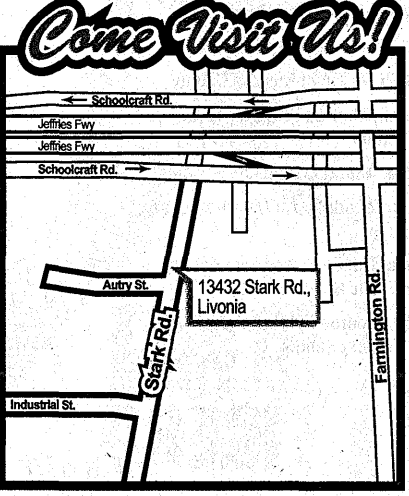 Come Visit Us!
Schoolcraft Rd.
Jeffries Fwy
Jeffries Fwy
Schoolcraft Rd.
Autry St.
13432 Stark Rd.,
Livonia
Stark Rd.
Farmington Rd.
Industrial St.